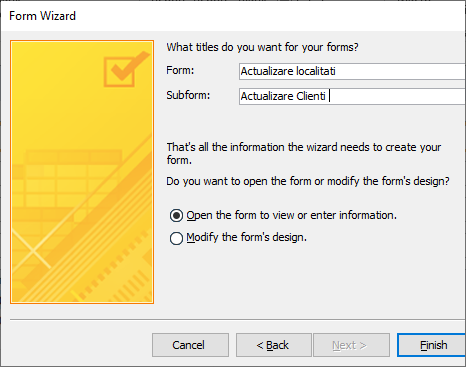 Form Wizard
What titles do you want for your forms?
Form: Actualizare localitati
Subform: Actualizare Clienti
That's all the information the wizard needs to create your
form.
Do you want to open the form or modify the form's design?
Open the form to view or enter information.
Modify the form's design.
Cancel < Back Next > Finish